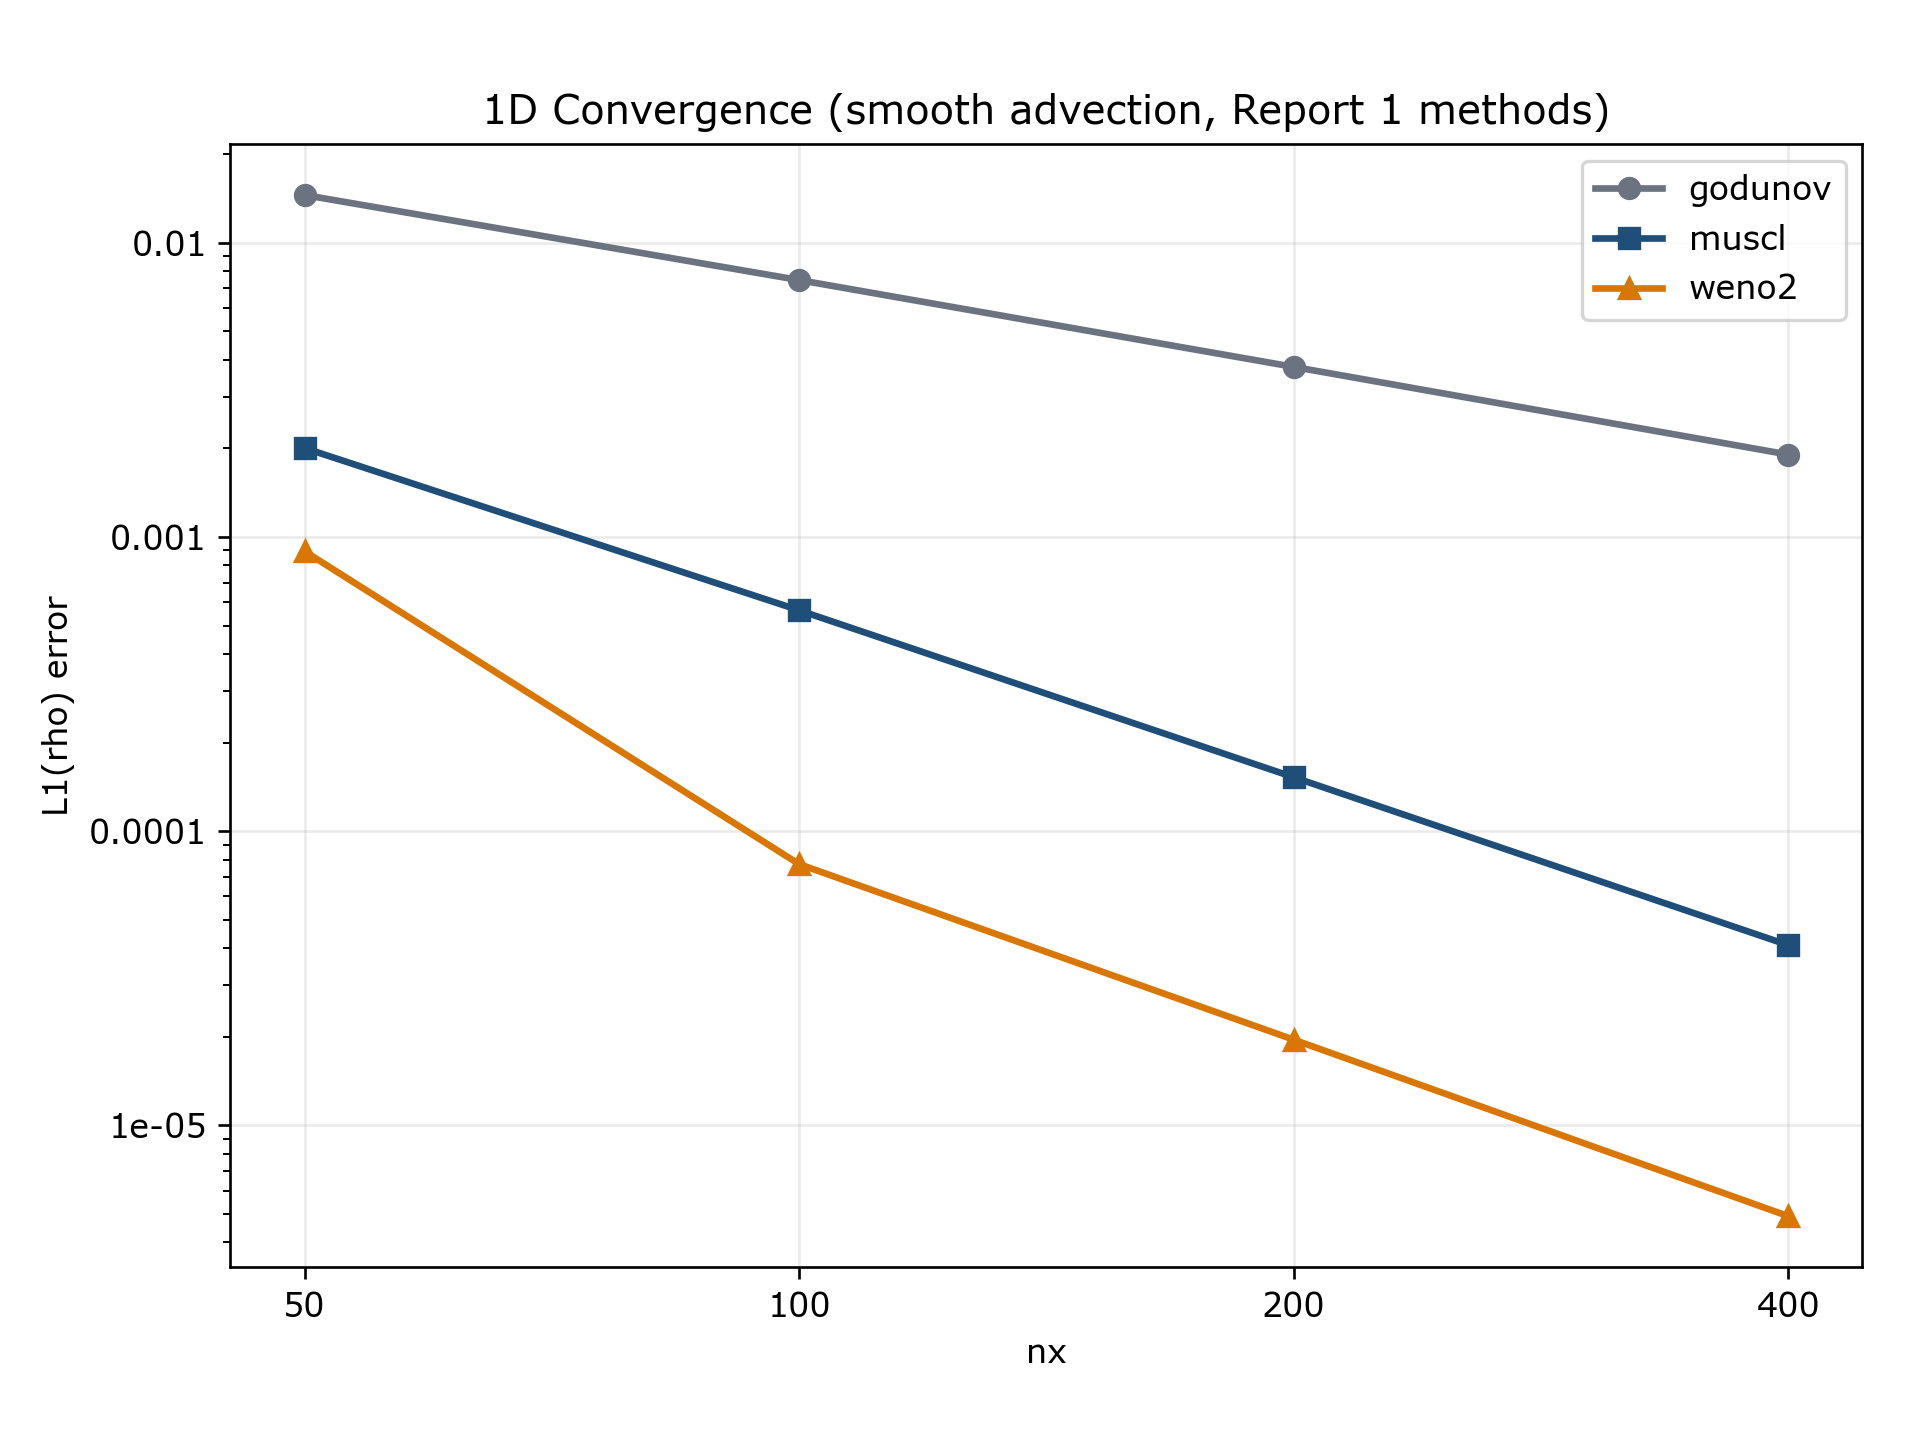 1D Convergence (smooth advection, Report 1 methods)
godunov
muscl
weno2
0.01
0.001
0.0001
1e-05
L1(rho) error
50 100 200 400
nx